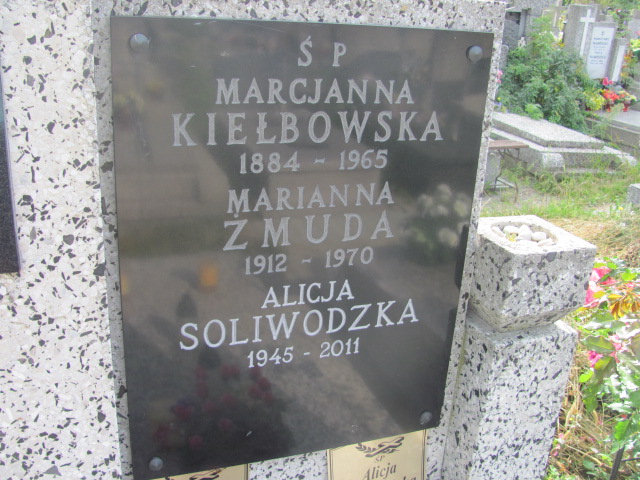 Ś P
MARCJANNA
KIEŁBOWSKA
1884 - 1965
MARIANNA
ŻMUDA
1912 - 1970
ALICJA
SOLIWODZKA
1945 - 2011
ŚP
Alicja